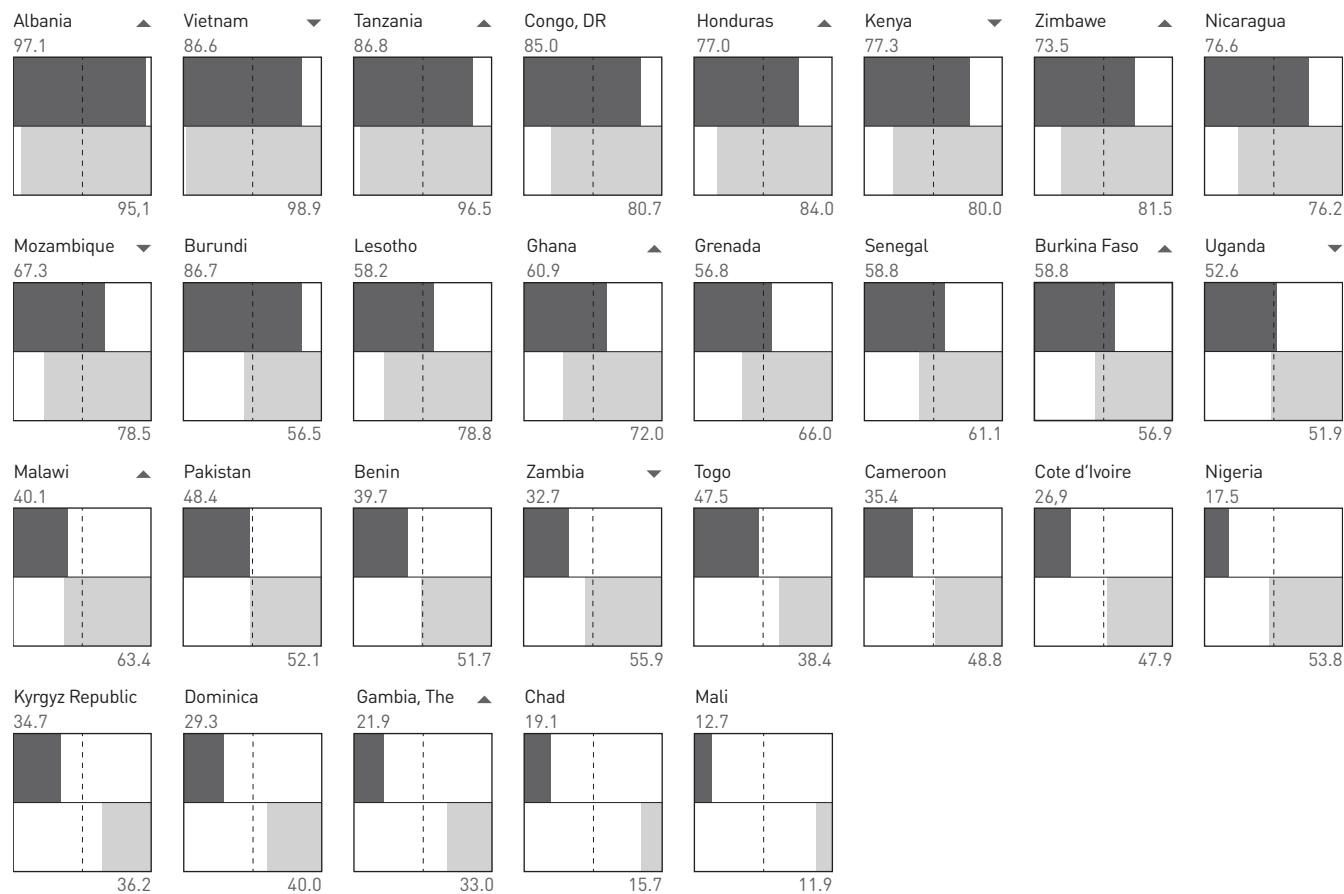 Albania ▲ Vietnam ▼ Tanzania ▲ Congo, DR Honduras ▲ Kenya ▼ Zimbawe ▲ Nicaragua
97.1 86.6 86.8 85.0 77.0 77.3 73.5 76.6
95,1 98.9 96.5 80.7 84.0 80.0 81.5 76.2
Mozambique ▼ Burundi Lesotho Ghana ▲ Grenada Senegal Burkina Faso ▲ Uganda ▼
67.3 86.7 58.2 60.9 56.8 58.8 58.8 52.6
78.5 56.5 78.8 72.0 66.0 61.1 56.9 51.9
Malawi ▲ Pakistan Benin Zambia ▼ Togo Cameroon Cote d’Ivoire Nigeria
40.1 48.4 39.7 32.7 47.5 35.4 26,9 17.5
63.4 52.1 51.7 55.9 38.4 48.8 47.9 53.8
Kyrgyz Republic Dominica Gambia, The ▲ Chad Mali
34.7 29.3 21.9 19.1 12.7
36.2 40.0 33.0 15.7 11.9